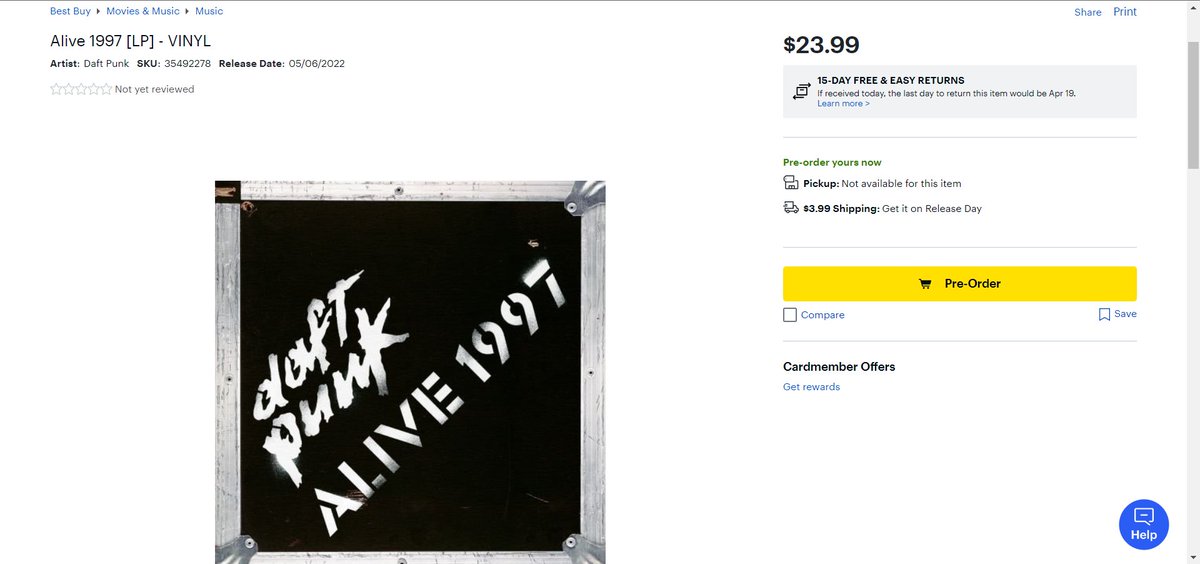 Best Buy Movies & Music Music
Share Print
Alive 1997 [LP] - VINYL
Artist: Daft Punk SKU: 35492278 Release Date: 05/06/2022
Not yet reviewed
daft
punk
ALIVE 1997
$23.99
15-DAY FREE & EASY RETURNS
If received today, the last day to return this item would be Apr 19.
Learn more >
Pre-order yours now
Pickup: Not available for this item
$3.99 Shipping: Get it on Release Day
Pre-Order
Compare
Save
Cardmember Offers
Get rewards
Help